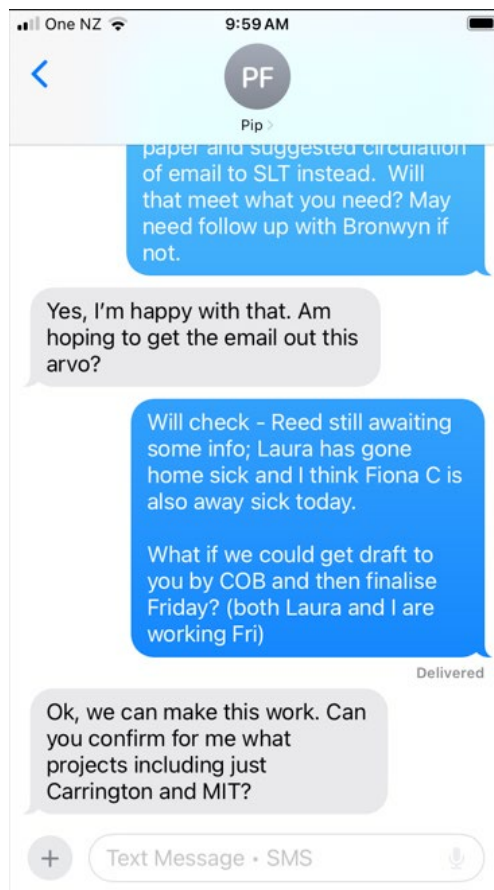 One NZ 9:59 AM
PF
Pip
paper and suggested circulation
of email to SLT instead.  Will
that meet what you need? May
need follow up with Bronwyn if
not.
Yes, I’m happy with that. Am
hoping to get the email out this
arvo?
Will check - Reed still awaiting
some info; Laura has gone
home sick and I think Fiona C is
also away sick today.
What if we could get draft to
you by COB and then finalise
Friday? (both Laura and I are
working Fri)
Delivered
Ok, we can make this work. Can
you confirm for me what
projects including just
Carrington and MIT?
Text Message • SMS